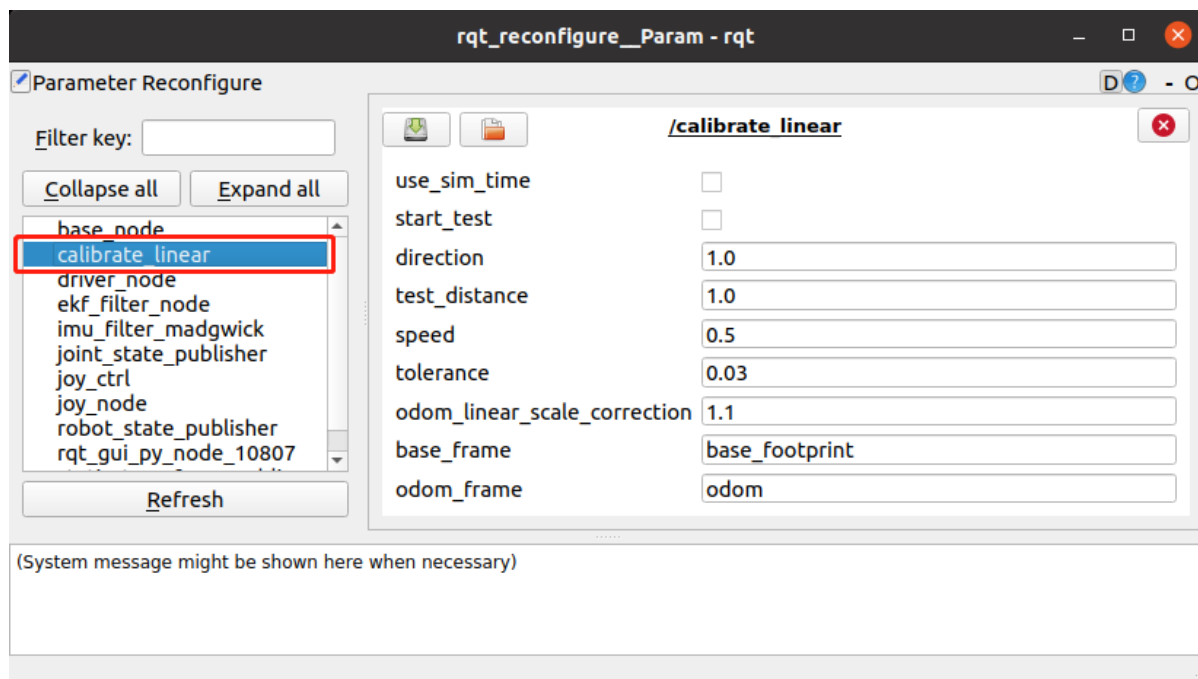 rqt_reconfigure__Param - rqt
Parameter Reconfigure
D ? - O
Filter key:
Collapse all Expand all
base_node
calibrate_linear
driver_node
ekf_filter_node
imu_filter_madgwick
joint_state_publisher
joy_ctrl
joy_node
robot_state_publisher
rqt_gui_py_node_10807
Refresh
/calibrate_linear
use_sim_time
start_test
direction 1.0
test_distance 1.0
speed 0.5
tolerance 0.03
odom_linear_scale_correction 1.1
base_frame base_footprint
odom_frame odom
(System message might be shown here when necessary)